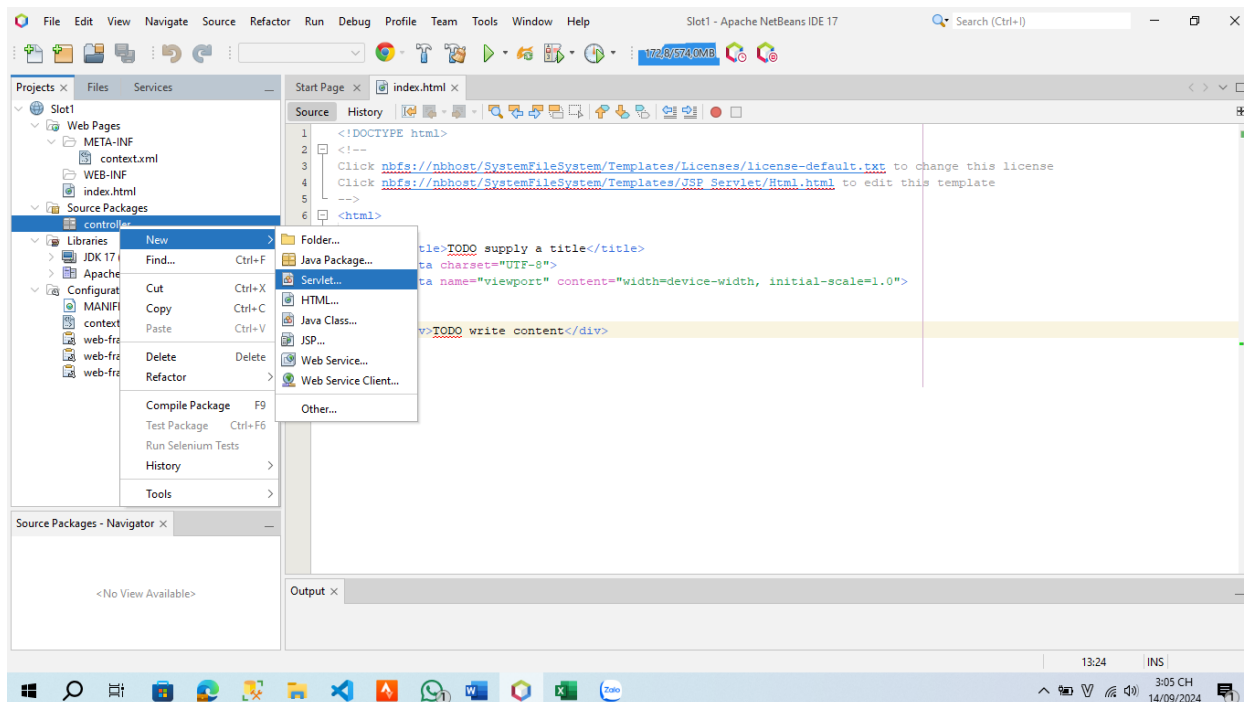 File Edit View Navigate Source Refactor Run Debug Profile Team Tools Window Help
Slot1 - Apache NetBeans IDE 17
Search (Ctrl+I)
172,8/574,0MB
Projects Files Services
Slot1
Web Pages
META-INF
context.xml
WEB-INF
index.html
Source Packages
controller
Libraries
JDK 17
Apache
Configurat
MANIF
context
web-fra
web-fra
web-fra
New
Find... Ctrl+F
Cut Ctrl+X
Copy Ctrl+C
Paste Ctrl+V
Delete Delete
Refactor
Compile Package F9
Test Package Ctrl+F6
Run Selenium Tests
History
Tools
Folder...
Java Package...
Servlet...
HTML...
Java Class...
JSP...
Web Service...
Web Service Client...
Other...
Start Page index.html
Source History
1 <!DOCTYPE html>
2 <!--
3 Click nbfs://nbhost/SystemFileSystem/Templates/Licenses/license-default.txt to change this license
4 Click nbfs://nbhost/SystemFileSystem/Templates/JSP_Servlet/Html.html to edit this template
5 -->
6 <html>
tle>TODO supply a title</title>
ta charset="UTF-8">
ta name="viewport" content="width=device-width, initial-scale=1.0">
v>TODO write content</div>
Source Packages - Navigator
<No View Available>
Output
13:24 INS
Zalo
3:05 CH
14/09/2024